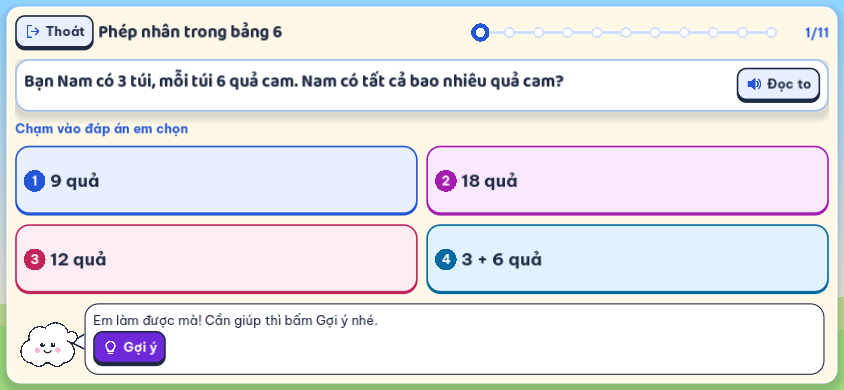 Thoát
Phép nhân trong bảng 6
1/11
Bạn Nam có 3 túi, mỗi túi 6 quả cam. Nam có tất cả bao nhiêu quả cam?
Đọc to
Chạm vào đáp án em chọn
1 9 quả
2 18 quả
3 12 quả
4 3 + 6 quả
Em làm được mà! Cần giúp thì bấm Gợi ý nhé.
Gợi ý